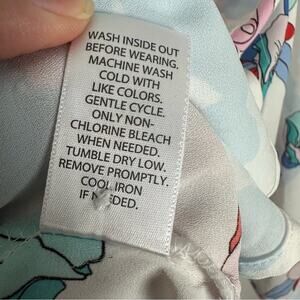 WASH INSIDE OUT
BEFORE WEARING.
MACHINE WASH
COLD WITH
LIKE COLORS.
GENTLE CYCLE.
ONLY NON-
CHLORINE BLEACH
WHEN NEEDED.
TUMBLE DRY LOW.
REMOVE PROMPTLY.
COOL IRON
IF